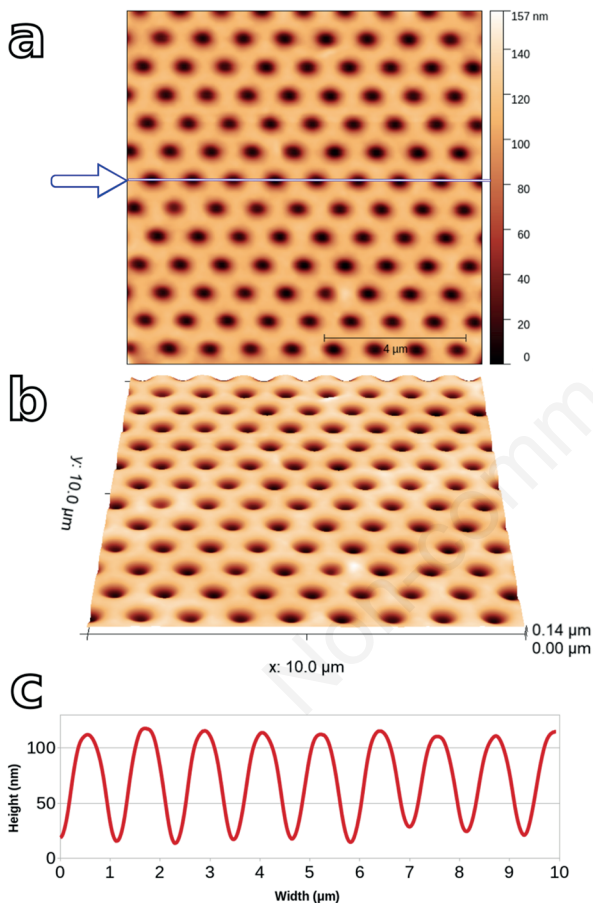 a
157 nm
140
120
100
80
60
40
20
0
4 µm
b
y: 10.0 µm
x: 10.0 µm
0.14 µm
0.00 µm
Non-comm
c
Height (nm)
100
50
0
0 1 2 3 4 5 6 7 8 9 10
Width (µm)